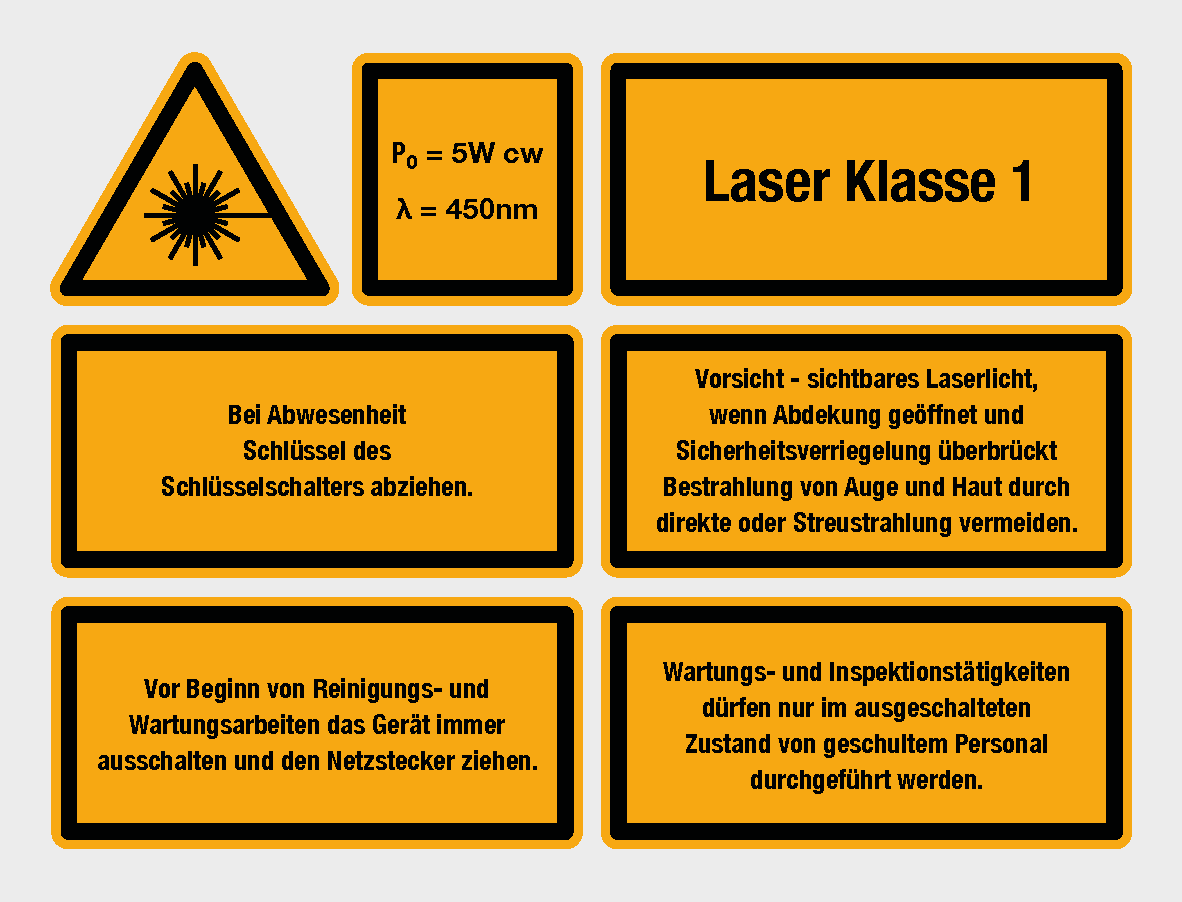 P₀ = 5W cw
λ = 450nm
Laser Klasse 1
Bei Abwesenheit
Schlüssel des
Schlüsselschalters abziehen.
Vorsicht - sichtbares Laserlicht,
wenn Abdekung geöffnet und
Sicherheitsverriegelung überbrückt
Bestrahlung von Auge und Haut durch
direkte oder Streustrahlung vermeiden.
Vor Beginn von Reinigungs- und
Wartungsarbeiten das Gerät immer
ausschalten und den Netzstecker ziehen.
Wartungs- und Inspektionstätigkeiten
dürfen nur im ausgeschalteten
Zustand von geschultem Personal
durchgeführt werden.